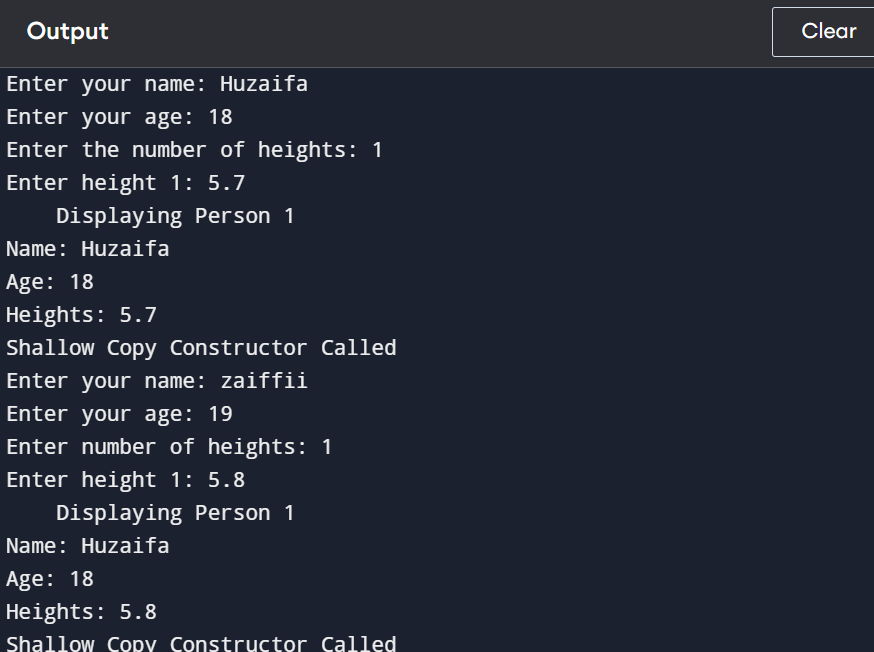 Output
Clear
Enter your name: Huzaifa
Enter your age: 18
Enter the number of heights: 1
Enter height 1: 5.7
Displaying Person 1
Name: Huzaifa
Age: 18
Heights: 5.7
Shallow Copy Constructor Called
Enter your name: zaiffii
Enter your age: 19
Enter number of heights: 1
Enter height 1: 5.8
Displaying Person 1
Name: Huzaifa
Age: 18
Heights: 5.8
Shallow Copy Constructor Called